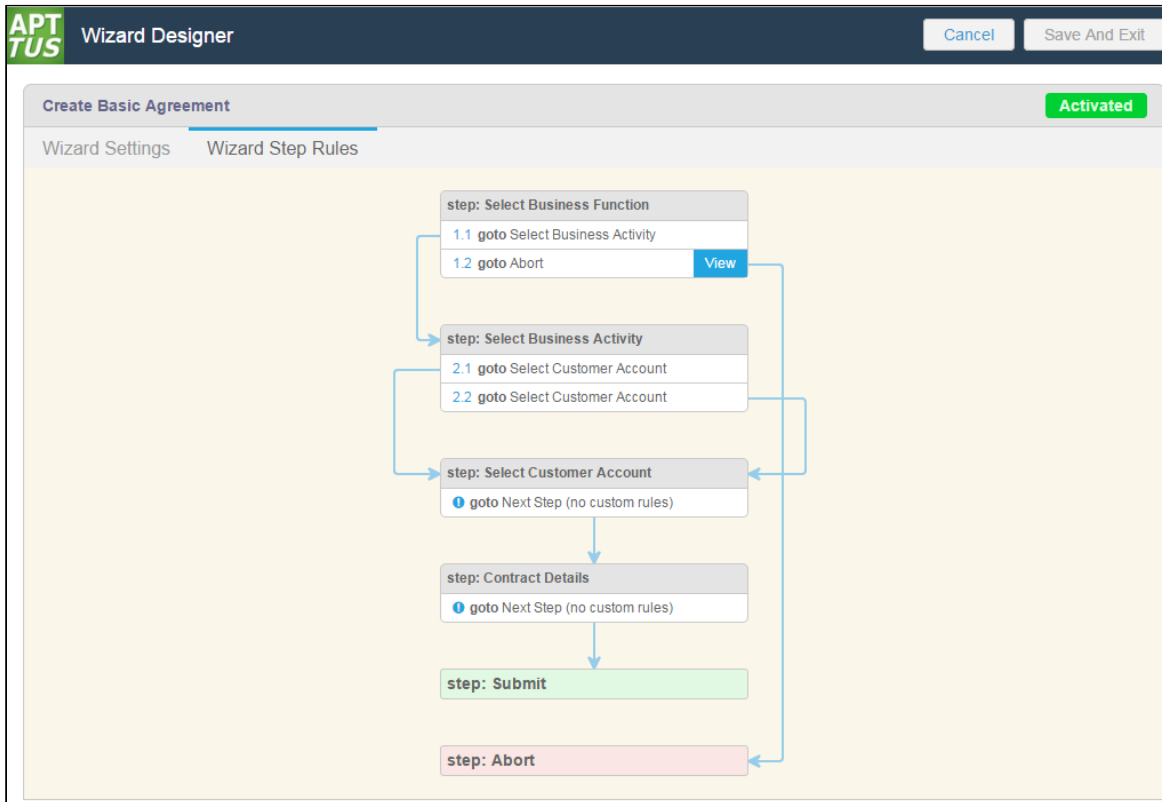 APT
TUS
Wizard Designer
Cancel
Save And Exit
Create Basic Agreement
Activated
Wizard Settings
Wizard Step Rules
step: Select Business Function
1.1 goto Select Business Activity
1.2 goto Abort
View
step: Select Business Activity
2.1 goto Select Customer Account
2.2 goto Select Customer Account
step: Select Customer Account
goto Next Step (no custom rules)
step: Contract Details
goto Next Step (no custom rules)
step: Submit
step: Abort